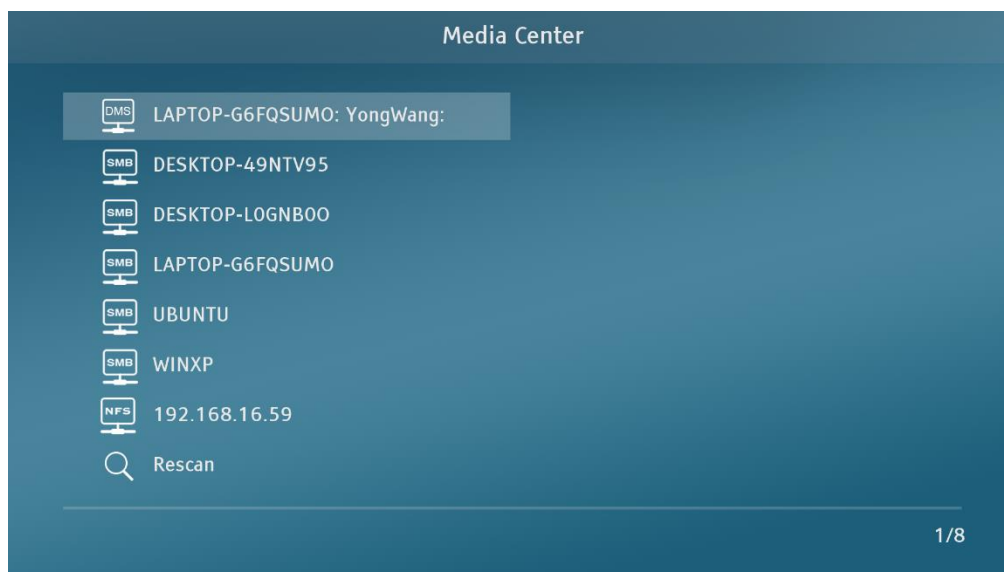 Media Center
DMS LAPTOP-G6FQSUMO: YongWang:
SMB DESKTOP-49NTV95
SMB DESKTOP-L0GNB0O
SMB LAPTOP-G6FQSUMO
SMB UBUNTU
SMB WINXP
NFS 192.168.16.59
Rescan
1/8